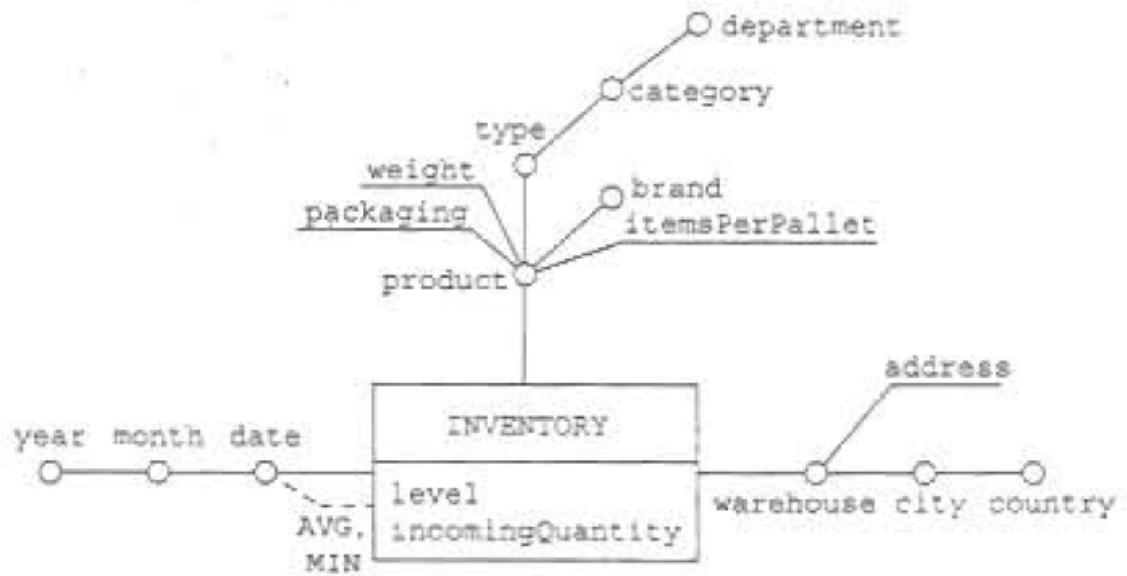 department
category
type
weight
brand
packaging
itemsPerPallet
product
address
INVENTORY
year month date
level
warehouse city country
AVG,
incomingQuantity
MIN